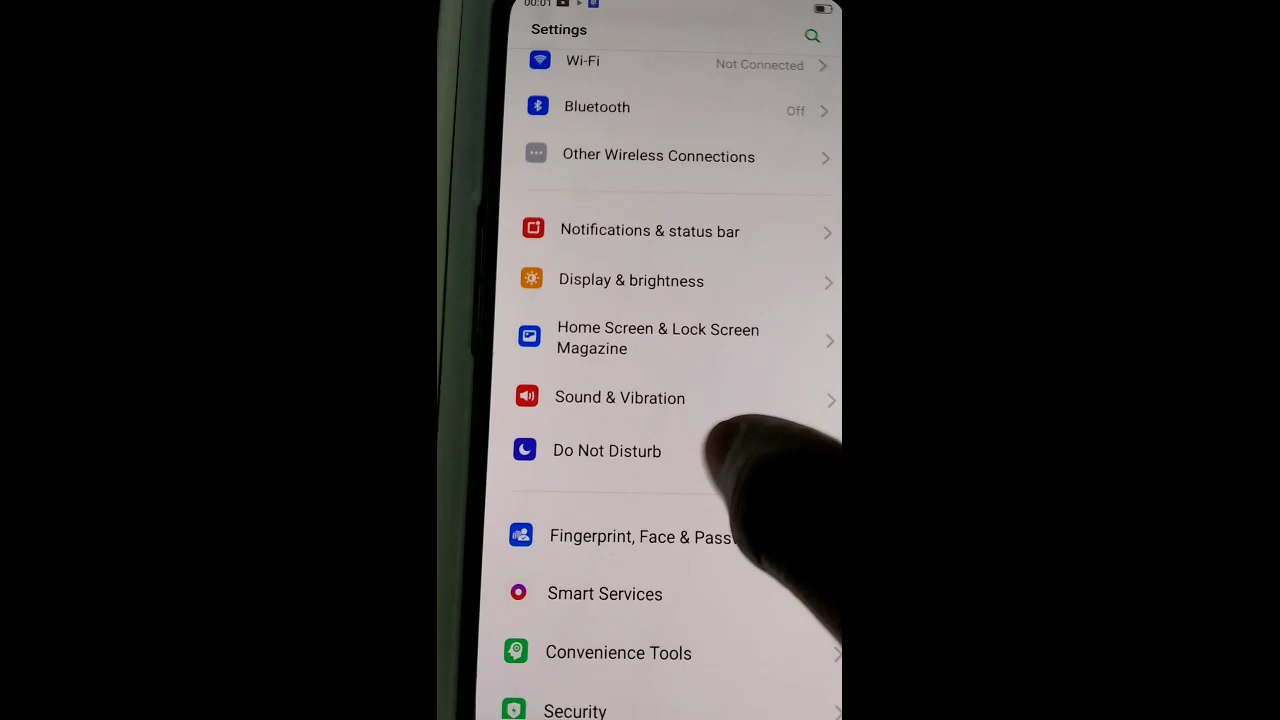 00:01
Settings
Wi-Fi Not Connected
Bluetooth Off
Other Wireless Connections
Notifications & status bar
Display & brightness
Home Screen & Lock Screen
Magazine
Sound & Vibration
Do Not Disturb
Fingerprint, Face & Pass
Smart Services
Convenience Tools
Security